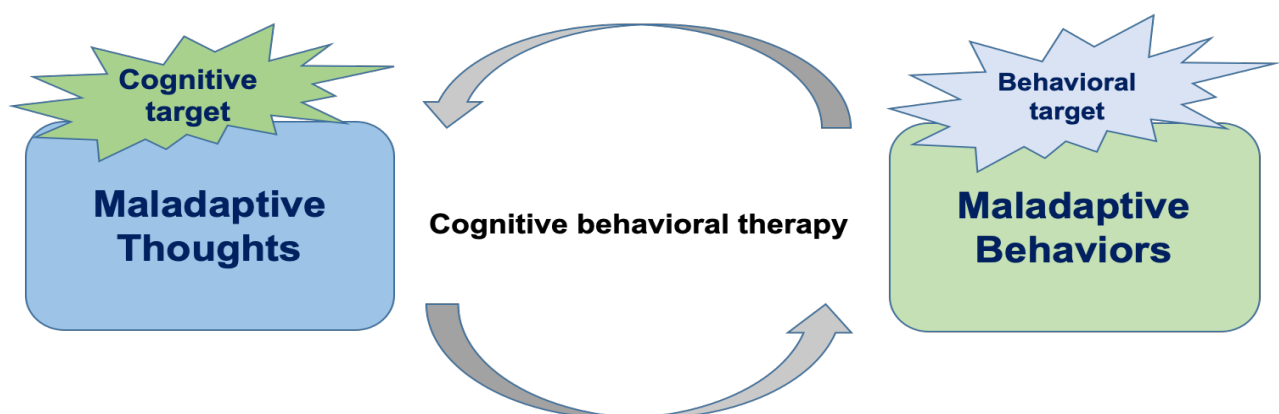 Cognitive
target
Maladaptive
Thoughts
Cognitive behavioral therapy
Behavioral
target
Maladaptive
Behaviors